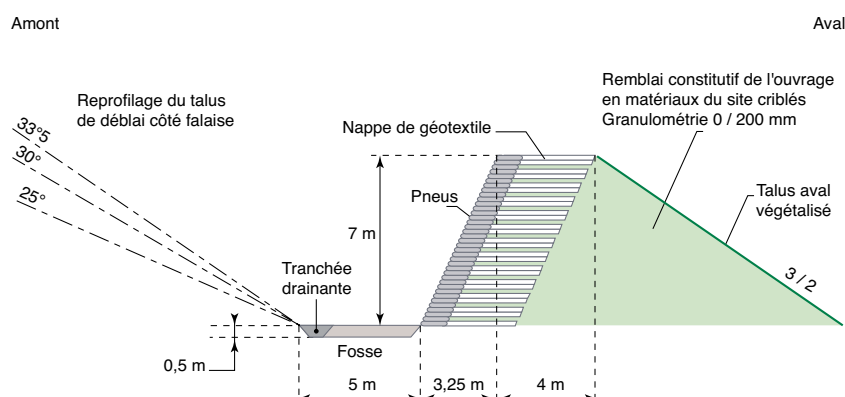 Amont
Aval
Reprofilage du talus
de déblai côté falaise
33°5
30°
25°
Nappe de géotextile
Remblai constitutif de l'ouvrage
en matériaux du site criblés
Granulométrie 0 / 200 mm
Pneus
7 m
Talus aval
végétalisé
3 / 2
Tranchée
drainante
0,5 m
Fosse
5 m
3,25 m
4 m